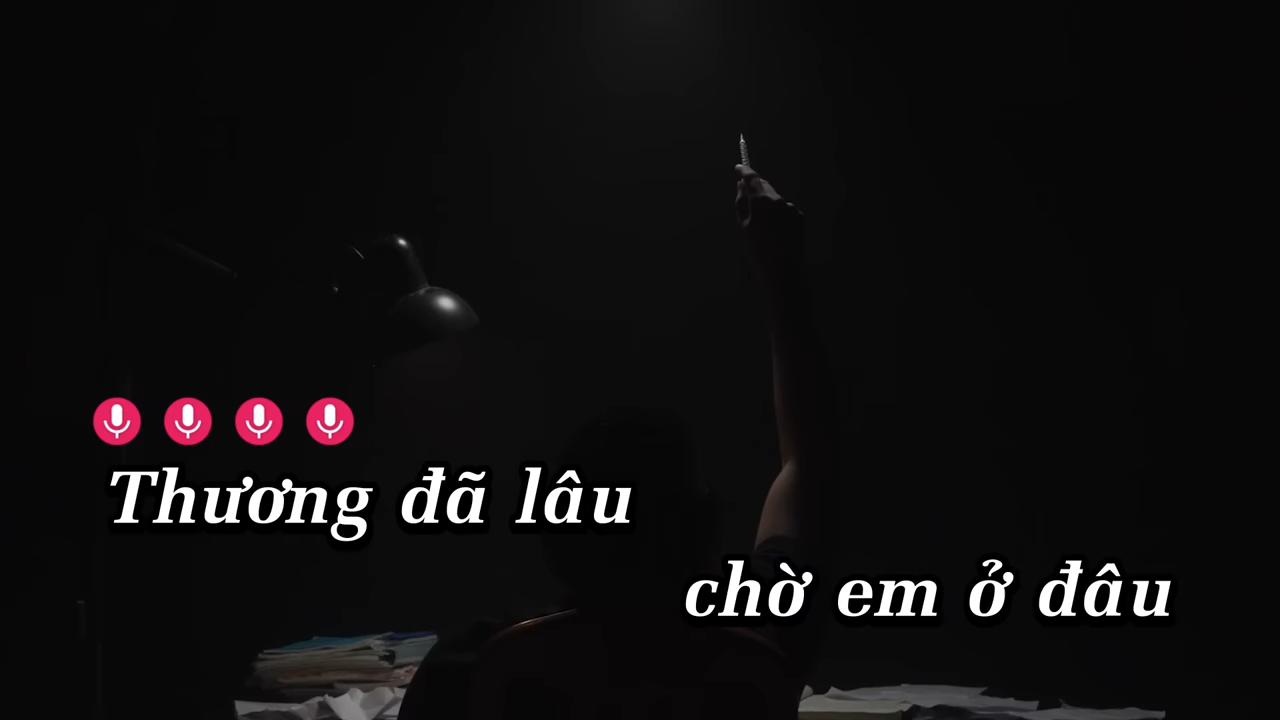 Thương đã lâu
chờ em ở đâu